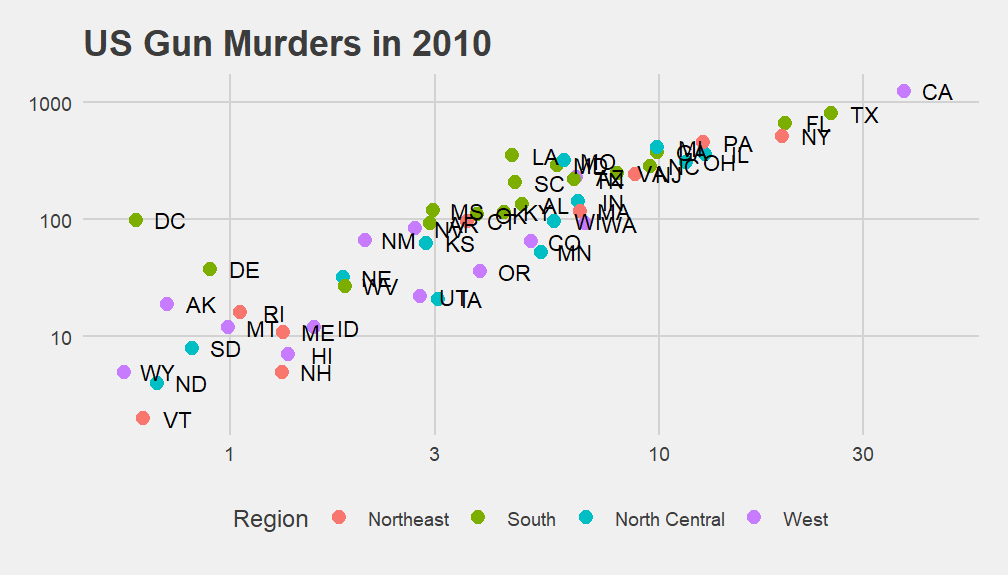 US Gun Murders in 2010
CA
1000
TX
FL
NY
PA
MI
GA
IL
LA
MO
OH
MD
NC
VA
NJ
AZ
TN
SC
IN
AL
MS
KY
MA
OK
100
DC
CT
WI
WA
AR
NV
NM
KS
CO
MN
DE
OR
NE
WV
UT
IA
AK
RI
MT
ID
ME
10
SD
HI
WY
NH
ND
VT
1 3 10 30
Region Northeast South North Central West